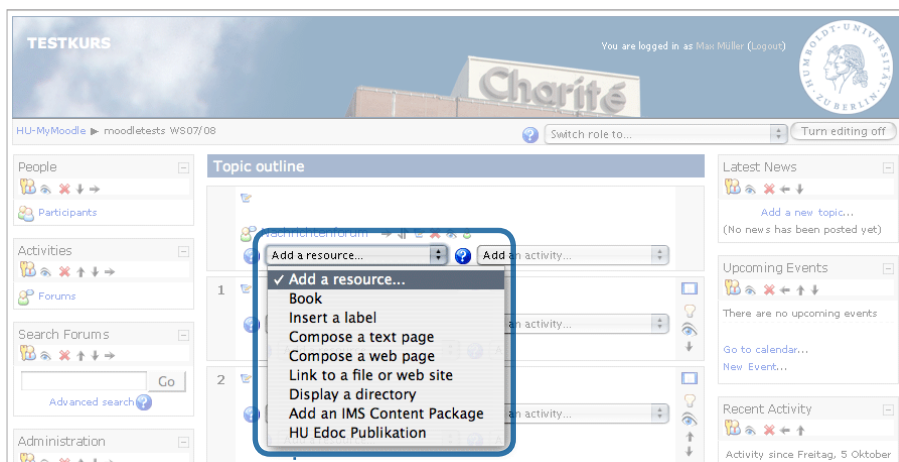 TESTKURS
You are logged in as Max Müller (Logout)
Charité
HUMBOLDT-UNIVERSITÄT ZU BERLIN
HU-MyMoodle ► moodletests WS07/08
Switch role to...
Turn editing off
People
Participants
Activities
Forums
Search Forums
Go
Advanced search
Administration
Topic outline
Nachrichtenforum
Add a resource...
Add an activity...
✓ Add a resource...
Book
Insert a label
Compose a text page
Compose a web page
Link to a file or web site
Display a directory
Add an IMS Content Package
HU Edoc Publikation
1
an activity...
2
an activity...
Latest News
Add a new topic...
(No news has been posted yet)
Upcoming Events
There are no upcoming events
Go to calendar...
New Event...
Recent Activity
Activity since Freitag, 5 Oktober